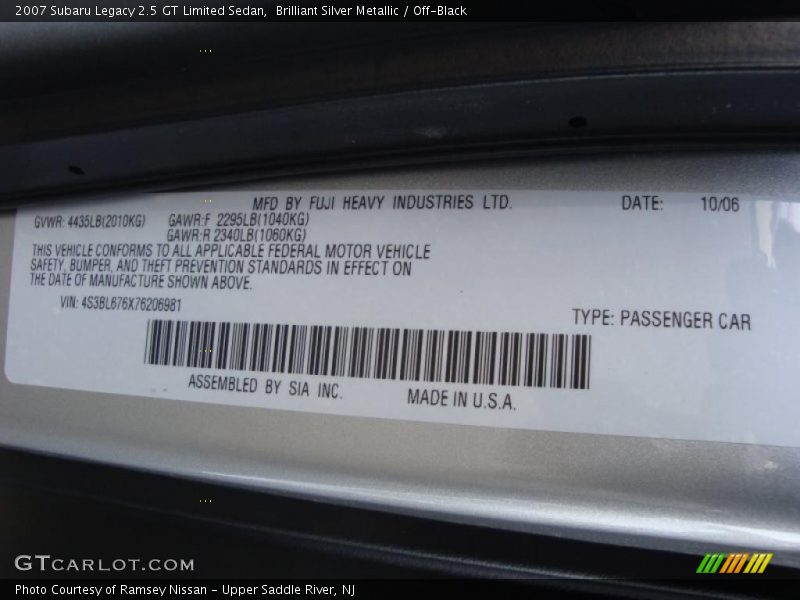 2007 Subaru Legacy 2.5 GT Limited Sedan,  Brilliant Silver Metallic / Off-Black
MFD BY FUJI HEAVY INDUSTRIES LTD. DATE: 10/06
GVWR: 4435LB(2010KG) GAWR:F 2295LB(1040KG)
GAWR:R 2340LB(1060KG)
THIS VEHICLE CONFORMS TO ALL APPLICABLE FEDERAL MOTOR VEHICLE
SAFETY, BUMPER, AND THEFT PREVENTION STANDARDS IN EFFECT ON
THE DATE OF MANUFACTURE SHOWN ABOVE.
VIN: 4S3BL676X76206981
TYPE: PASSENGER CAR
ASSEMBLED BY SIA INC. MADE IN U.S.A.
GTCARLOT.COM
Photo Courtesy of Ramsey Nissan - Upper Saddle River, NJ